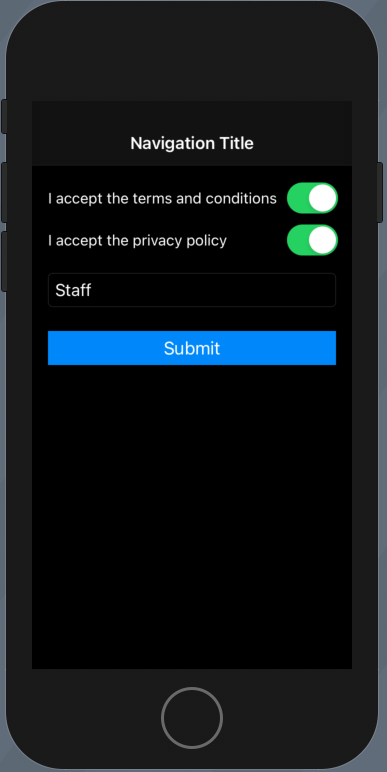 Navigation Title
I accept the terms and conditions
I accept the privacy policy
Staff
Submit